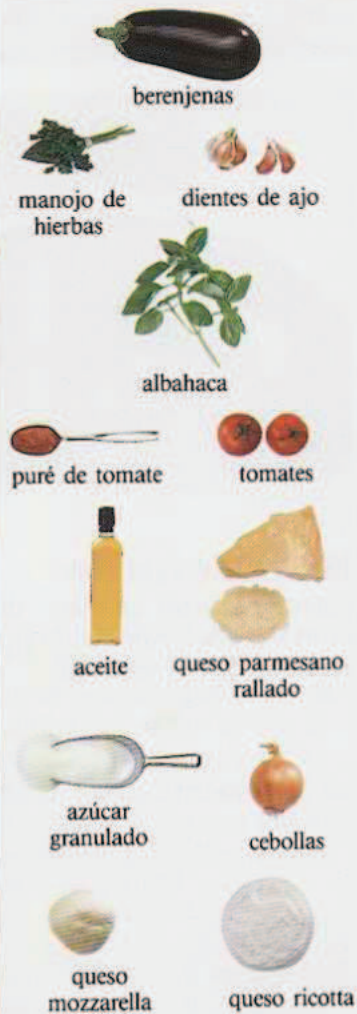 berenjenas
manojo de
hierbas
dientes de ajo
albahaca
puré de tomate
tomates
aceite
queso parmesano
rallado
azúcar
granulado
cebollas
queso
mozzarella
queso ricotta